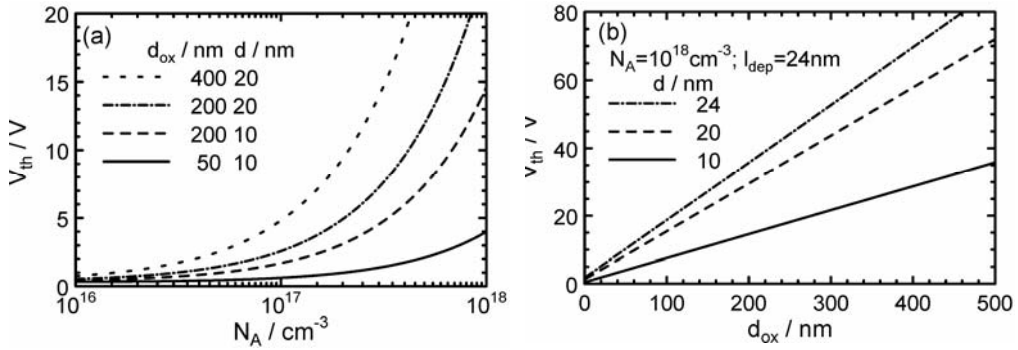 (a)
d_ox / nm d / nm
400 20
200 20
200 10
50 10
20
15
10
5
0
V_th / V
10^16 10^17 10^18
N_A / cm^-3
(b)
N_A=10^18cm^-3; l_dep=24nm
d / nm
24
20
10
80
60
40
20
0
V_th / V
0 100 200 300 400 500
d_ox / nm